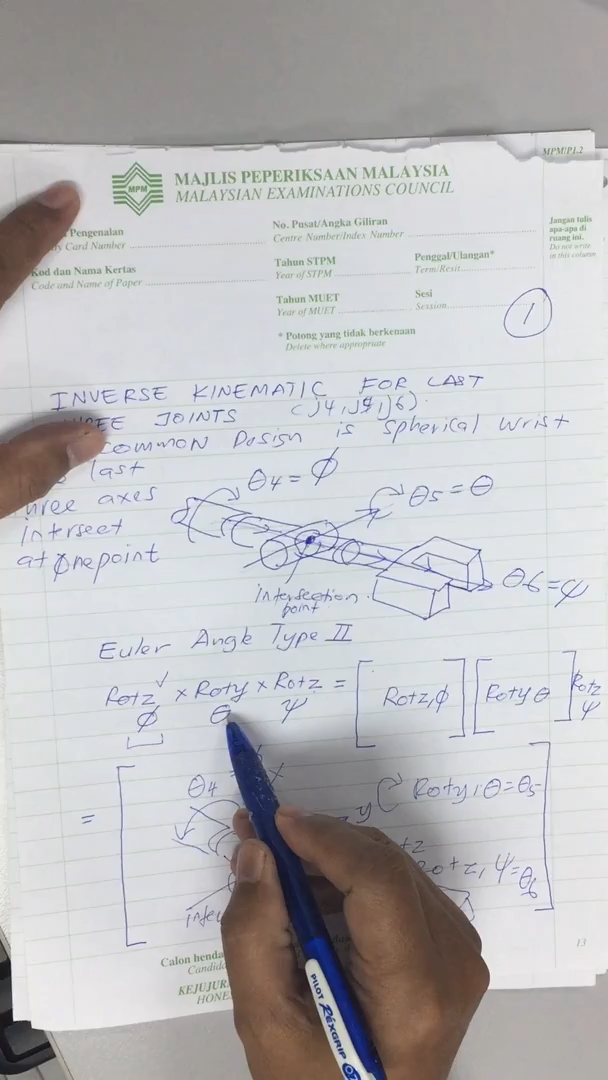 MPM/P1.2
MPM
MAJLIS PEPERIKSAAN MALAYSIA
MALAYSIAN EXAMINATIONS COUNCIL
Pengenalan
Card Number
No. Pusat/Angka Giliran
Centre Number/Index Number
Jangan tulis
apa-apa di
ruang ini.
Do not write
in this column
Kod dan Nama Kertas
Code and Name of Paper
Tahun STPM
Year of STPM
Penggal/Ulangan*
Term/Resit
Tahun MUET
Year of MUET
Sesi
Session
* Potong yang tidak berkenaan
Delete where appropriate
1
INVERSE KINEMATIC FOR LAST
JOINTS (J4, J5, J6).
Common Design is Spherical Wrist
last
axes
intersect
at onepoint
θ4 = ϕ
θ5 = θ
θ6 = ψ
intersection
point
Euler Angle Type II
Rotz × Roty × Rotz = [Rotz,ϕ] [Roty θ] Rotz
ϕ θ ψ ψ
=
θ4
y Roty, θ = θ5
Rotz, ψ = θ6
13
Calon